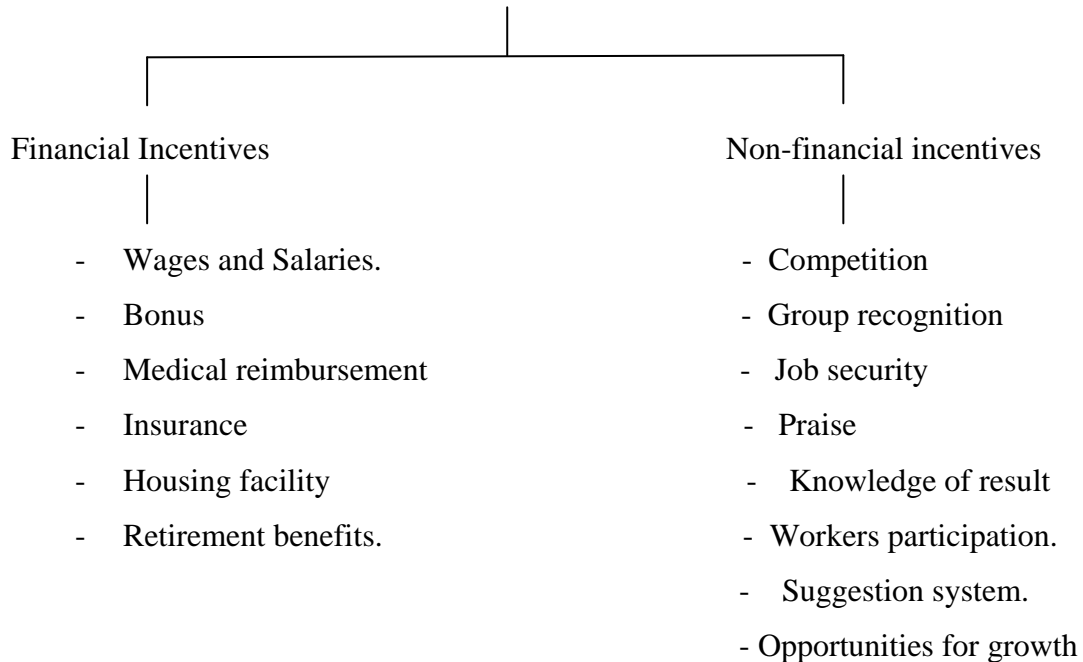 Financial Incentives
- Wages and Salaries.
- Bonus
- Medical reimbursement
- Insurance
- Housing facility
- Retirement benefits.
Non-financial incentives
- Competition
- Group recognition
- Job security
- Praise
- Knowledge of result
- Workers participation.
- Suggestion system.
- Opportunities for growth